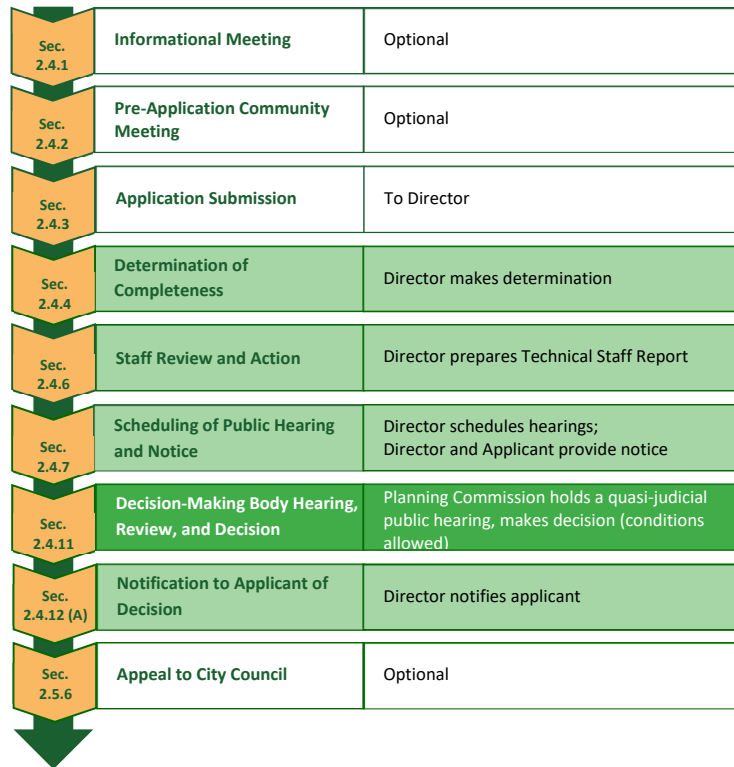 Sec.
2.4.1
Informational Meeting
Optional
Sec.
2.4.2
Pre-Application Community
Meeting
Optional
Sec.
2.4.3
Application Submission
To Director
Sec.
2.4.4
Determination of
Completeness
Director makes determination
Sec.
2.4.6
Staff Review and Action
Director prepares Technical Staff Report
Sec.
2.4.7
Scheduling of Public Hearing
and Notice
Director schedules hearings;
Director and Applicant provide notice
Sec.
2.4.11
Decision-Making Body Hearing,
Review, and Decision
Planning Commission holds a quasi-judicial
public hearing, makes decision (conditions
allowed)
Sec.
2.4.12 (A)
Notification to Applicant of
Decision
Director notifies applicant
Sec.
2.5.6
Appeal to City Council
Optional